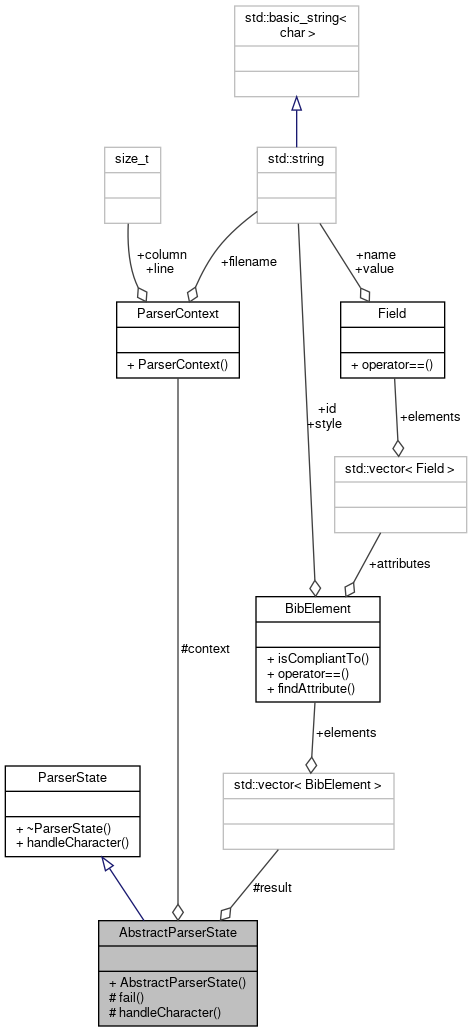 std::basic_string<
char >
size_t
std::string
+column
+line
+filename
+name
+value
ParserContext
+ ParserContext()
Field
+ operator==()
+id
+style
+elements
std::vector< Field >
+attributes
BibElement
+ isCompliantTo()
+ operator==()
+ findAttribute()
#context
+elements
ParserState
+ ~ParserState()
+ handleCharacter()
std::vector< BibElement >
#result
AbstractParserState
+ AbstractParserState()
# fail()
# handleCharacter()